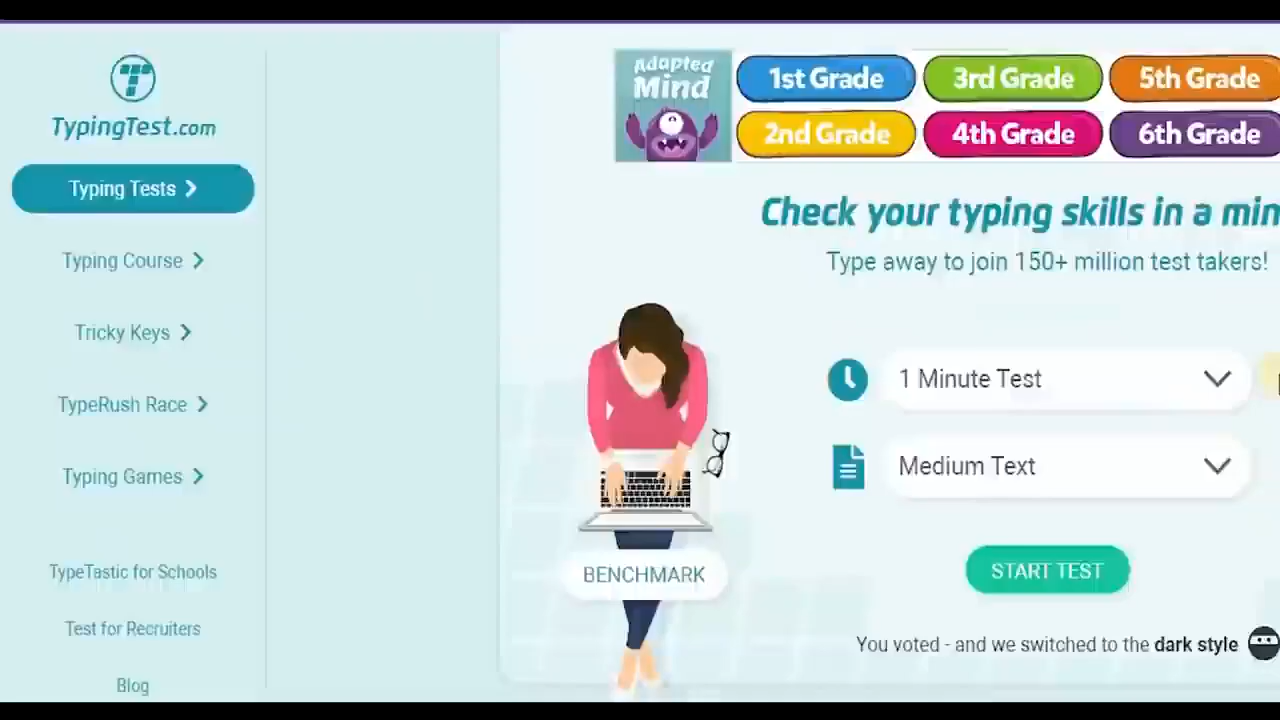 TypingTest.com
Typing Tests
Typing Course
Tricky Keys
TypeRush Race
Typing Games
TypeTastic for Schools
Test for Recruiters
Blog
Adapted
Mind
1st Grade
3rd Grade
5th Grade
2nd Grade
4th Grade
6th Grade
Check your typing skills in a min
Type away to join 150+ million test takers!
1 Minute Test
Medium Text
BENCHMARK
START TEST
You voted - and we switched to the dark style